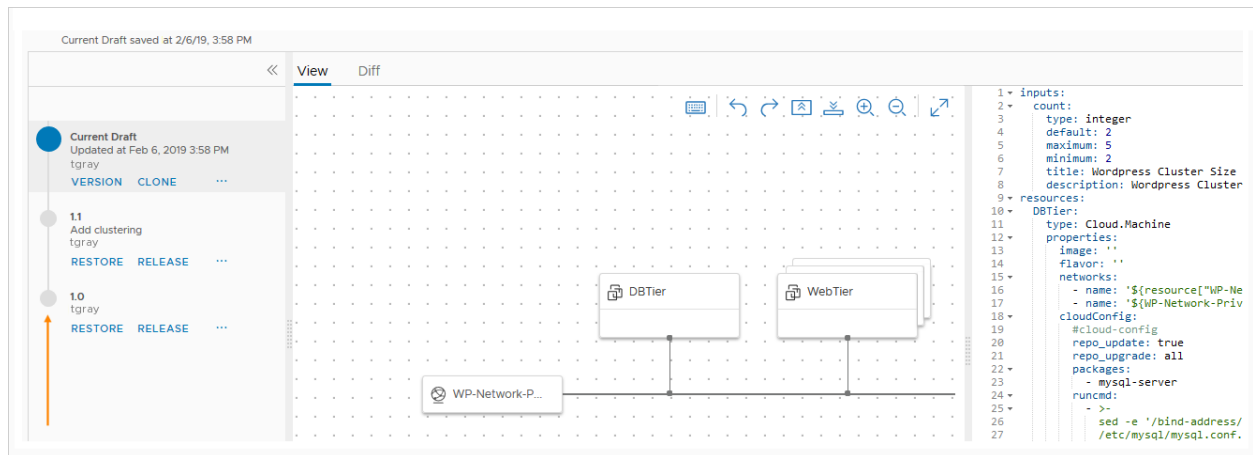 Current Draft saved at 2/6/19, 3:58 PM
View Diff
Current Draft
Updated at Feb 6, 2019 3:58 PM
tgray
VERSION CLONE ...
1.1
Add clustering
tgray
RESTORE RELEASE ...
1.0
tgray
RESTORE RELEASE ...
DBTier
WebTier
WP-Network-P...
1 inputs:
2 count:
3 type: integer
4 default: 2
5 maximum: 5
6 minimum: 2
7 title: Wordpress Cluster Size
8 description: Wordpress Cluster
9 resources:
10 DBTier:
11 type: Cloud.Machine
12 properties:
13 image: ''
14 flavor: ''
15 networks:
16 - name: '${resource["WP-Ne
17 - name: '${WP-Network-Priv
18 cloudConfig:
19 #cloud-config
20 repo_update: true
21 repo_upgrade: all
22 packages:
23 - mysql-server
24 runcmd:
25 - >-
26 sed -e '/bind-address/
27 /etc/mysql/mysql.conf.